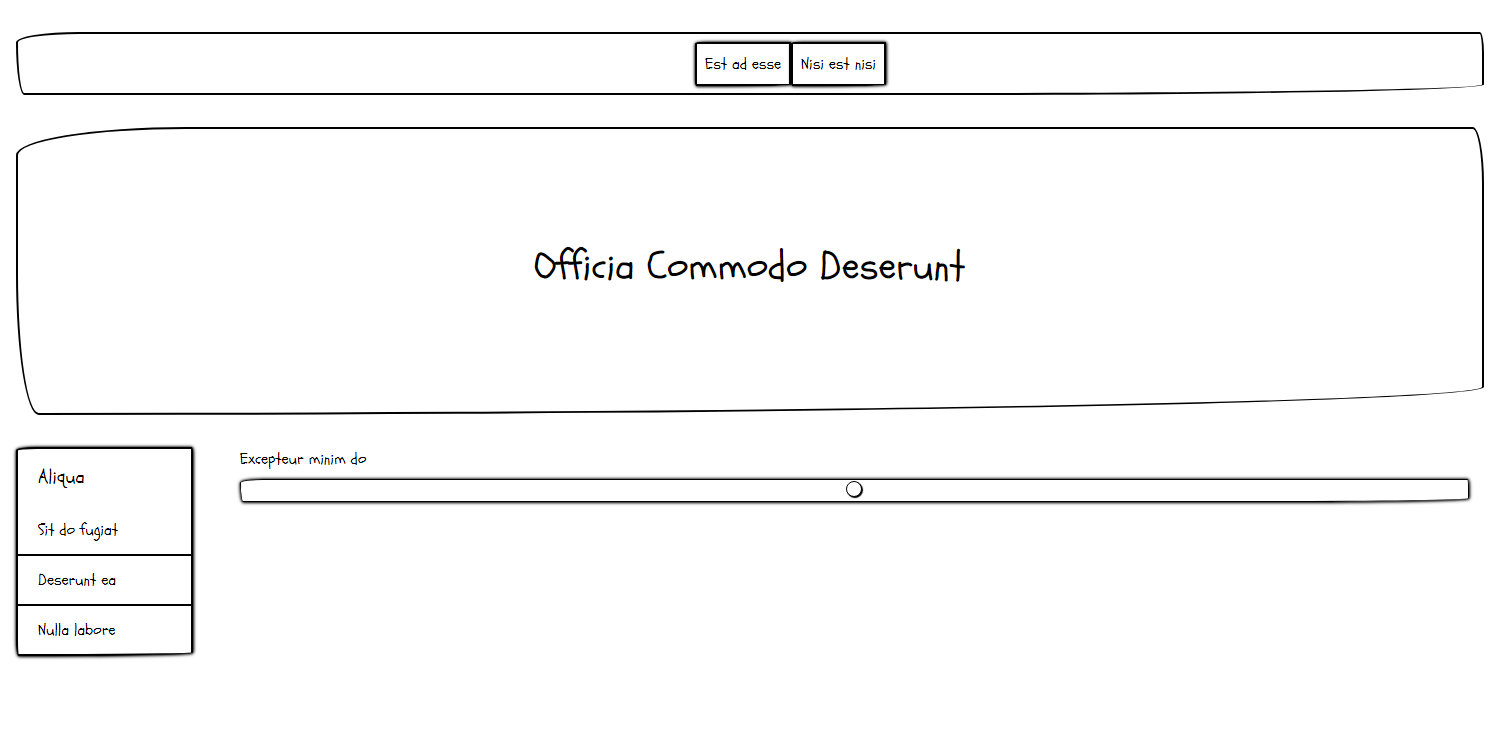 Est ad esse
Nisi est nisi
Officia Commodo Deserunt
Aliqua
Sit do fugiat
Deserunt ea
Nulla labore
Excepteur minim do